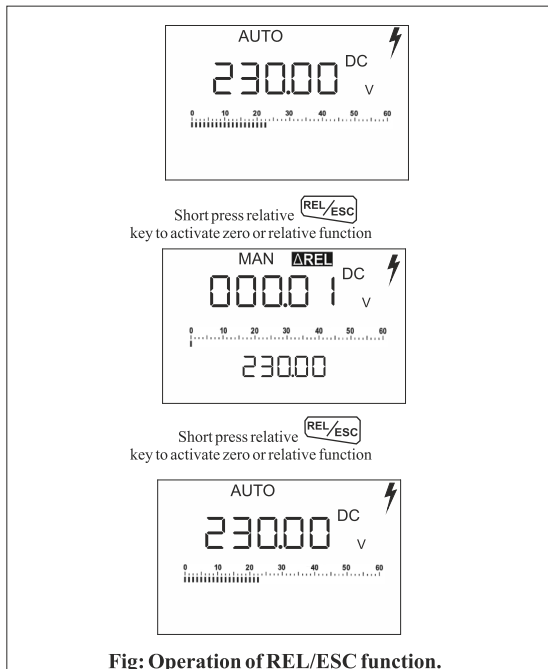 AUTO
230.00 DC V
0 10 20 30 40 50 60
Short press relative REL/ESC
key to activate zero or relative function
MAN ΔREL
000.01 DC V
0 10 20 30 40 50 60
230.00
Short press relative REL/ESC
key to activate zero or relative function
AUTO
230.00 DC V
0 10 20 30 40 50 60
Fig: Operation of REL/ESC function.